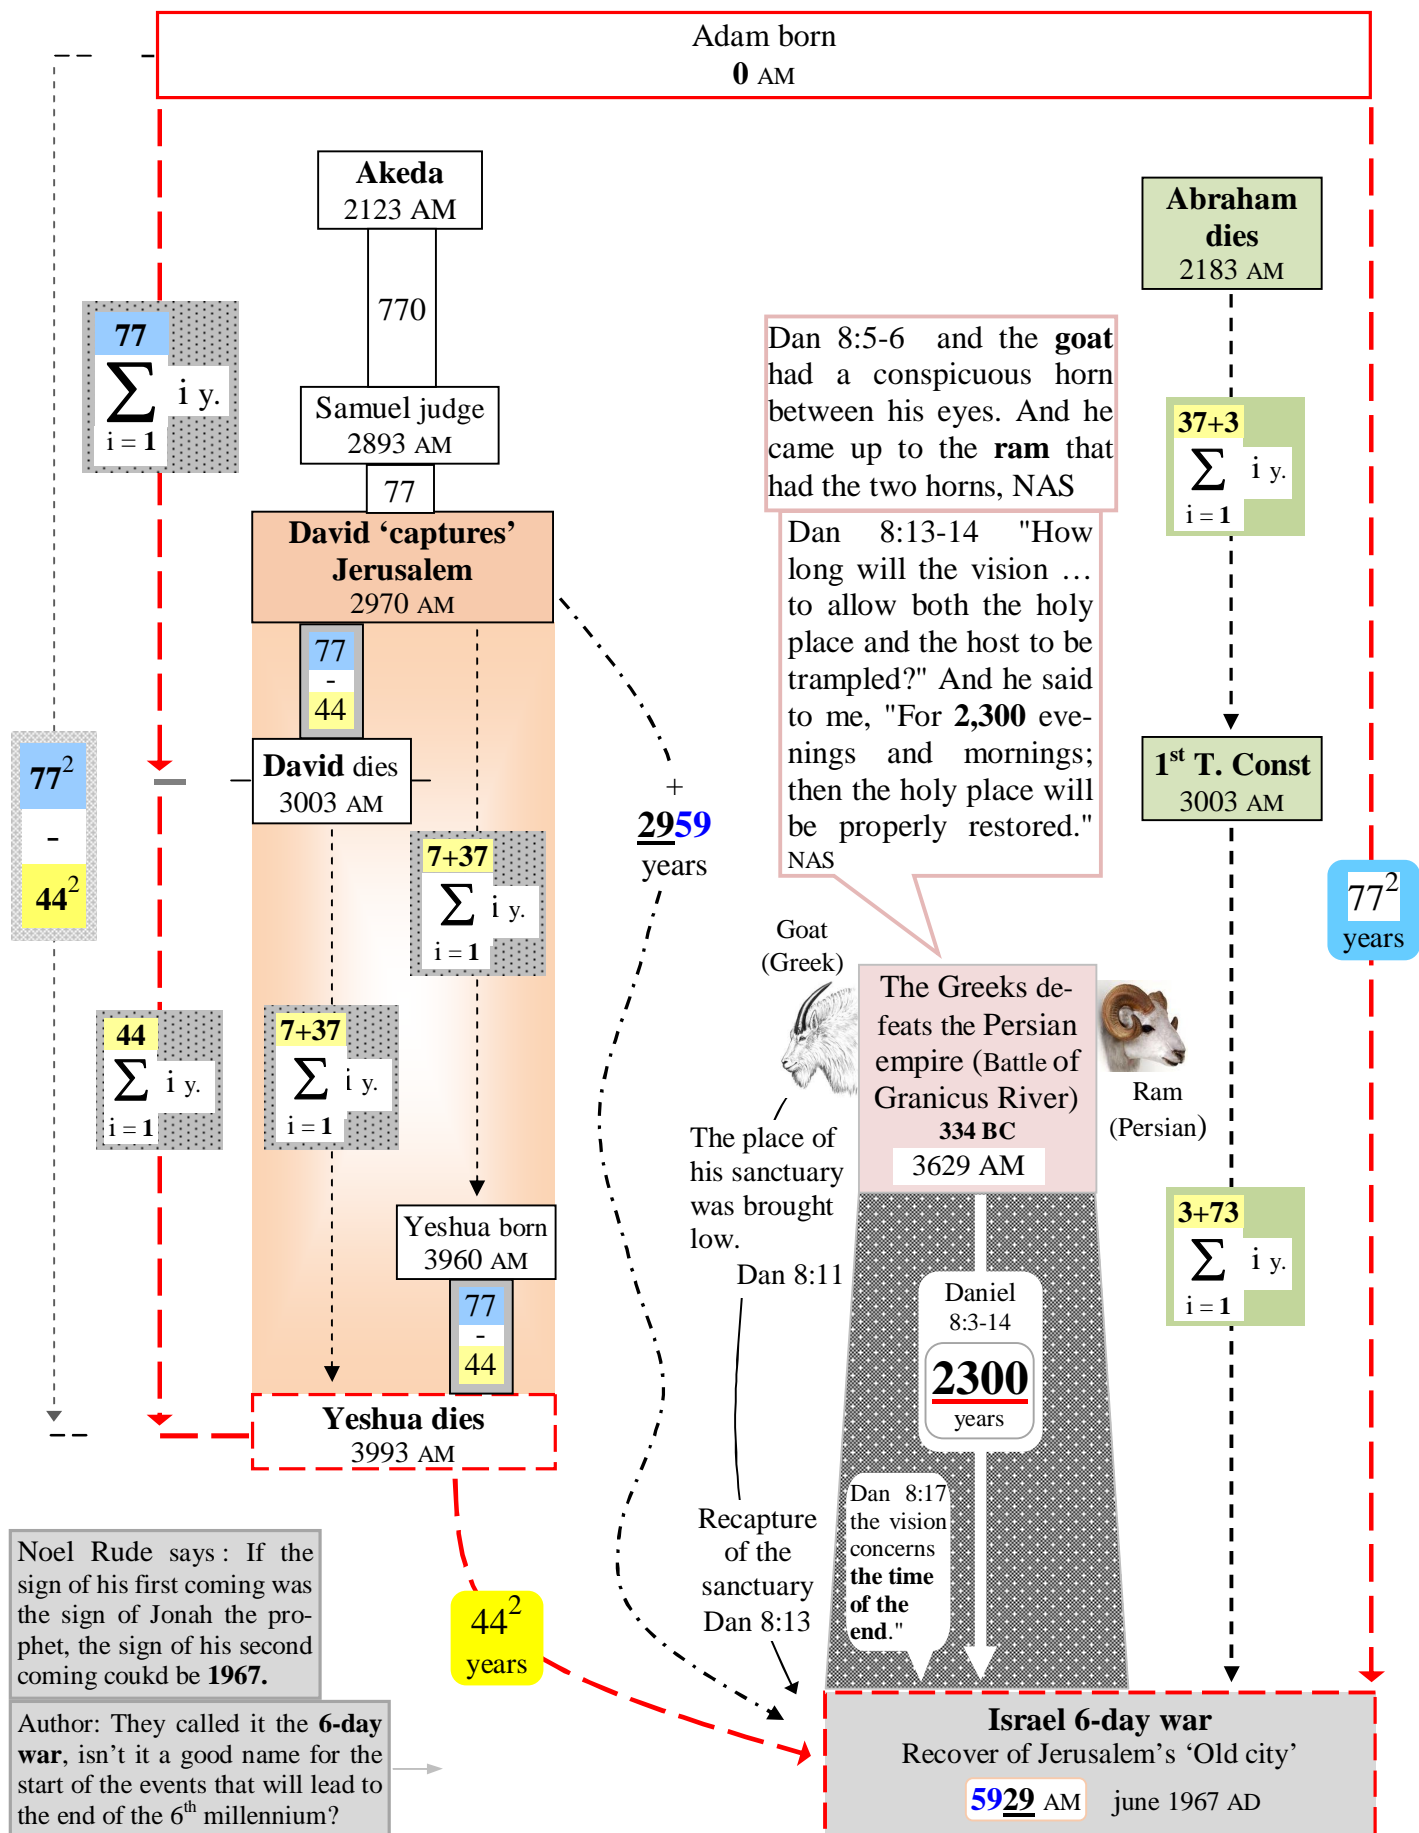 Adam born
0 AM
Akeda
2123 AM
770
Samuel judge
2893 AM
77
David ‘captures’
Jerusalem
2970 AM
77
-
44
David dies
3003 AM
7+37
∑ i y.
i = 1
7+37
∑ i y.
i = 1
Yeshua born
3960 AM
77
-
44
Yeshua dies
3993 AM
77
∑ i y.
i = 1
44
∑ i y.
i = 1
77²
-
44²
+
2959
years
44²
years
Dan 8:5-6 and the goat
had a conspicuous horn
between his eyes. And he
came up to the ram that
had the two horns, NAS
Dan 8:13-14 "How
long will the vision …
to allow both the holy
place and the host to be
trampled?" And he said
to me, "For 2,300 eve-
nings and mornings;
then the holy place will
be properly restored."
NAS
Goat
(Greek)
The Greeks de-
feats the Persian
empire (Battle of
Granicus River)
334 BC
3629 AM
Ram
(Persian)
The place of
his sanctuary
was brought
low.
Dan 8:11
Recapture
of the
sanctuary
Dan 8:13
Daniel
8:3-14
2300
years
Dan 8:17
the vision
concerns
the time
of the
end."
Abraham
dies
2183 AM
37+3
∑ i y.
i = 1
1st T. Const
3003 AM
3+73
∑ i y.
i = 1
77²
years
Noel Rude says : If the
sign of his first coming was
the sign of Jonah the pro-
phet, the sign of his second
coming coukd be 1967.
Author: They called it the 6-day
war, isn’t it a good name for the
start of the events that will lead to
the end of the 6th millennium?
Israel 6-day war
Recover of Jerusalem’s ‘Old city’
5929 AM june 1967 AD